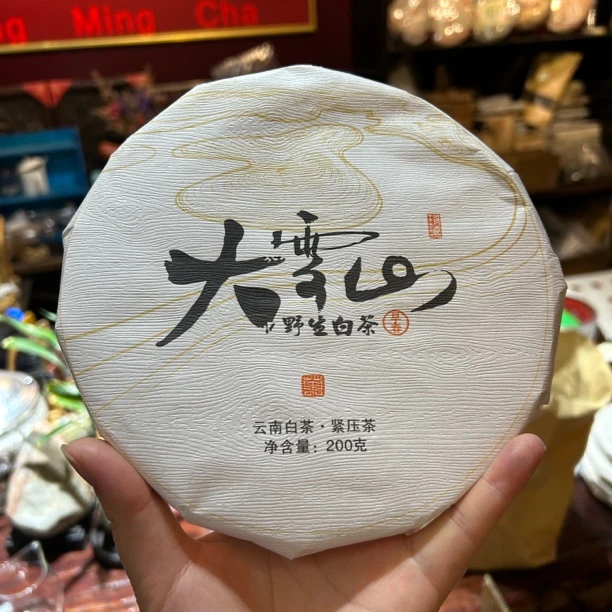 g Ming Cha
大雪山
野生白茶
云南白茶·紧压茶
净含量：200克